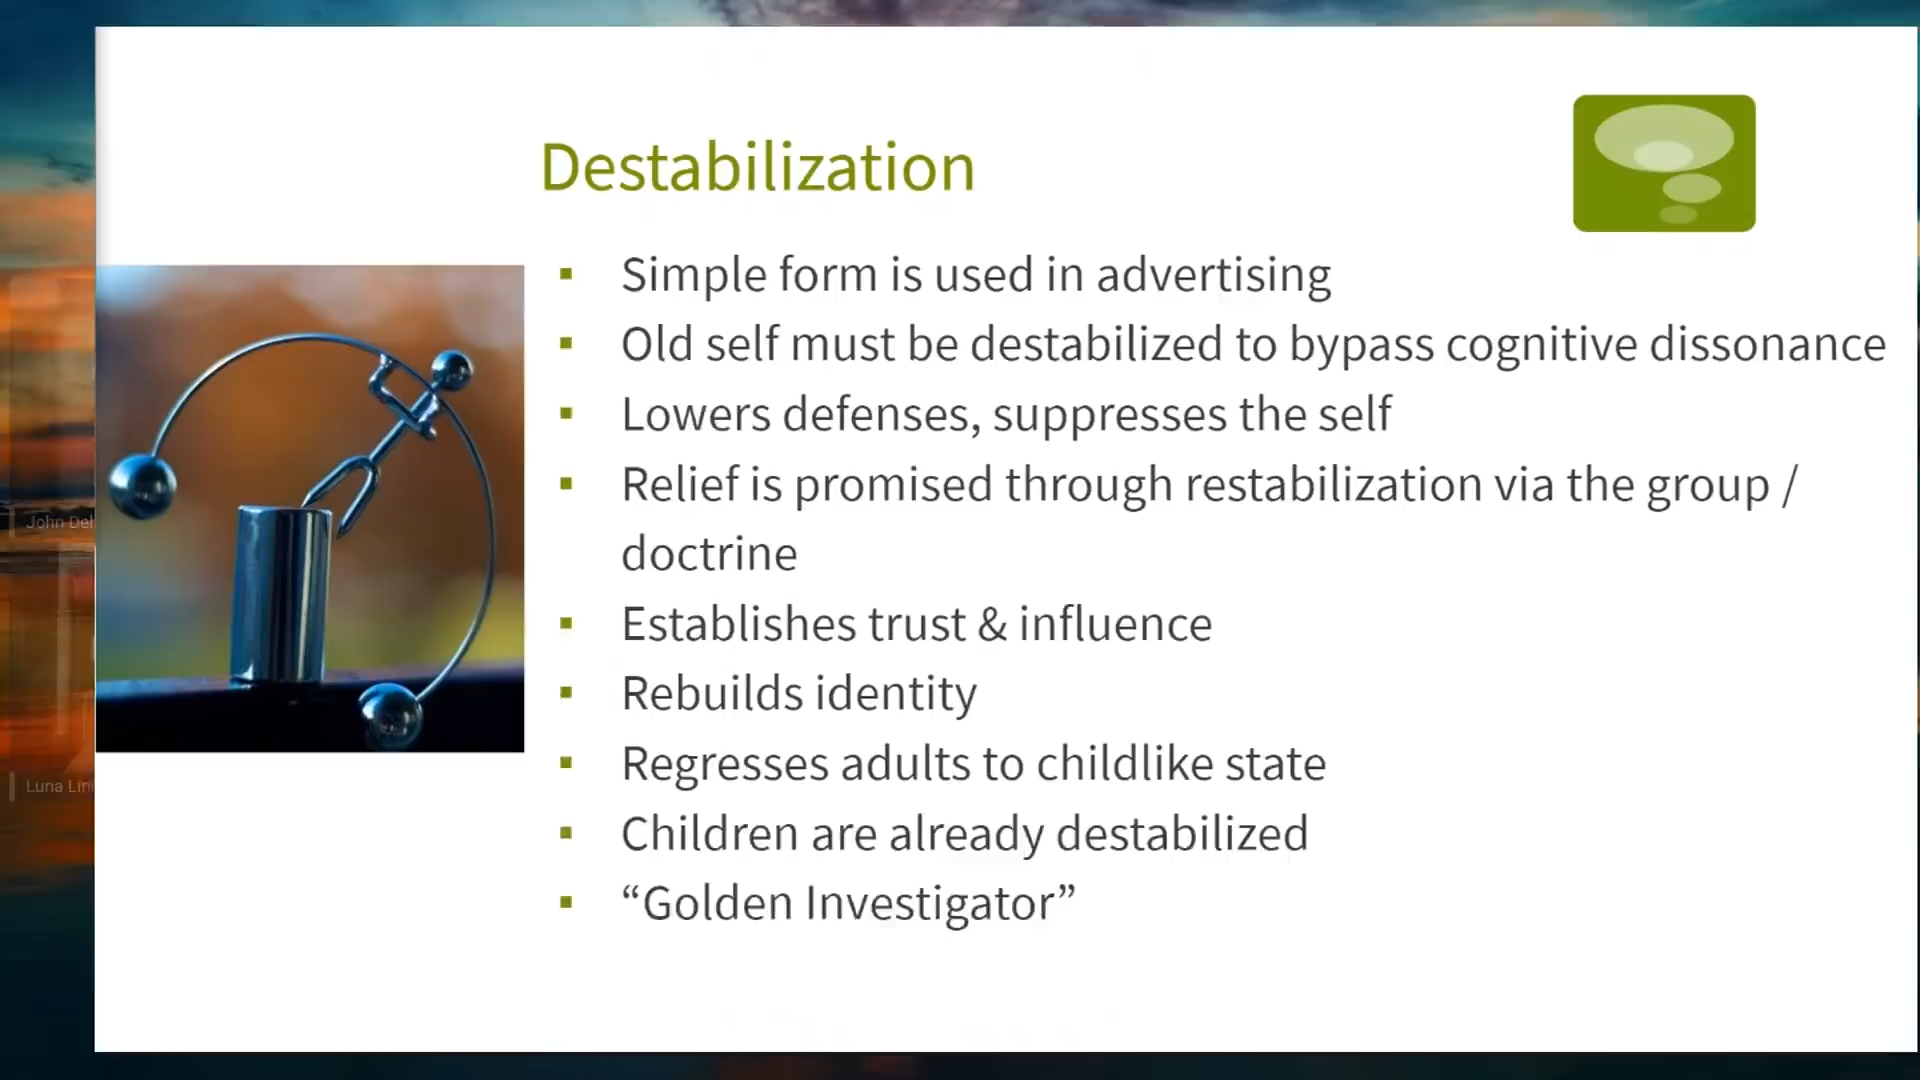 Destabilization
▪ Simple form is used in advertising
▪ Old self must be destabilized to bypass cognitive dissonance
▪ Lowers defenses, suppresses the self
▪ Relief is promised through restabilization via the group /
doctrine
▪ Establishes trust & influence
▪ Rebuilds identity
▪ Regresses adults to childlike state
▪ Children are already destabilized
▪ “Golden Investigator”
John
Luna